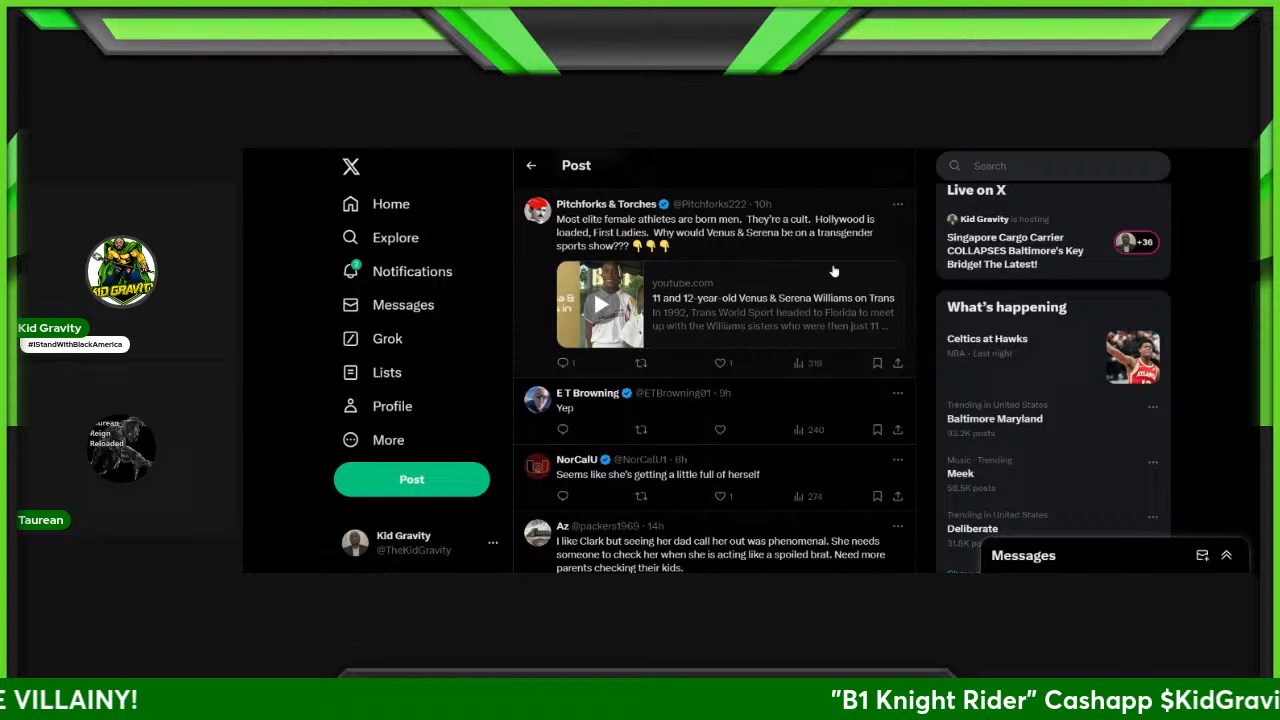 KID GRAVITY
Kid Gravity
#IStandWithBlackAmerica
Reign
Reloaded
Taurean
Home
Explore
2
Notifications
Messages
Grok
Lists
Profile
More
Post
Kid Gravity
@TheKidGravity
Post
Pitchforks & Torches @Pitchforks222 · 10h
Most elite female athletes are born men. They're a cult. Hollywood is
loaded, First Ladies. Why would Venus & Serena be on a transgender
sports show??? 👇👇👇
youtube.com
11 and 12-year-old Venus & Serena Williams on Trans
In 1992, Trans World Sport headed to Florida to meet
up with the Williams sisters who were then just 11 ...
1 1 319
E T Browning @ETBrowning01 · 9h
Yep
240
NorCalU @NorCalU1 · 8h
Seems like she's getting a little full of herself
1 274
Az @packers1969 · 14h
I like Clark but seeing her dad call her out was phenomenal. She needs
someone to check her when she is acting like a spoiled brat. Need more
parents checking their kids.
Search
Live on X
Kid Gravity is hosting
Singapore Cargo Carrier
COLLAPSES Baltimore's Key
Bridge! The Latest!
+36
What's happening
Celtics at Hawks
NBA · Last night
Trending in United States
Baltimore Maryland
93.2K posts
Music · Trending
Meek
58.5K posts
Trending in United States
Deliberate
Messages
E VILLAINY!
"B1 Knight Rider" Cashapp $KidGravi